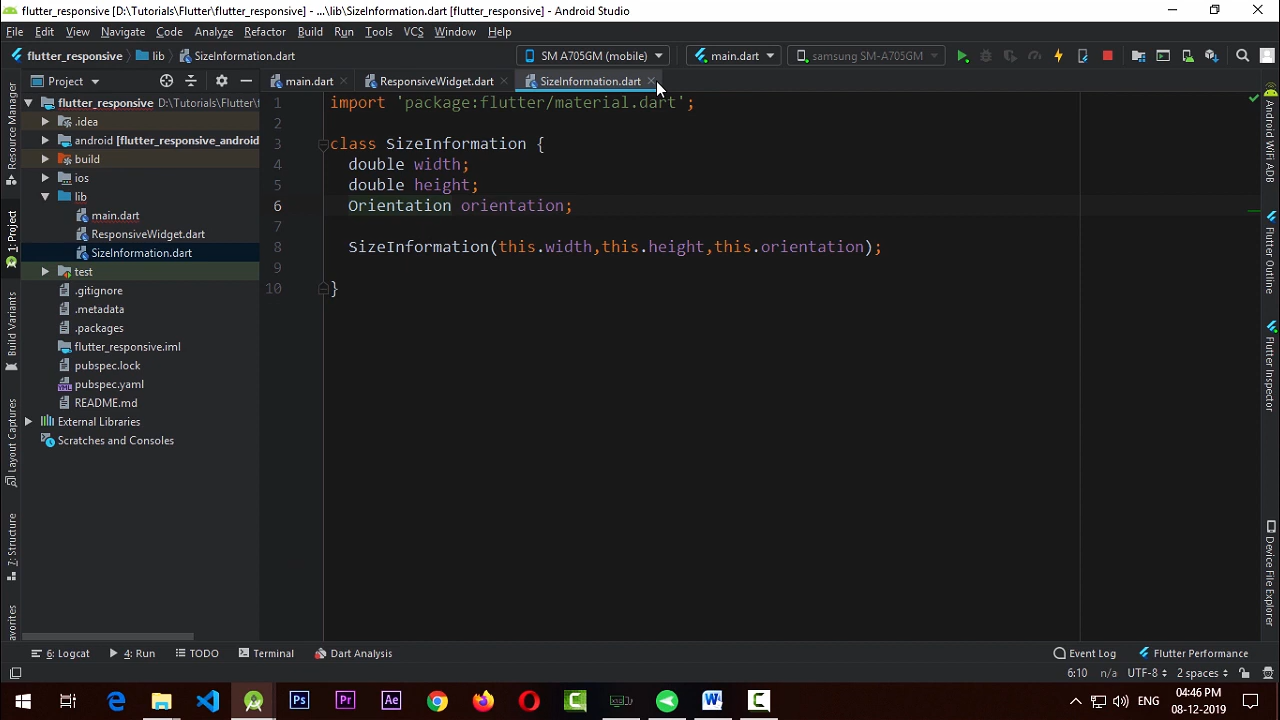 flutter_responsive [D:\Tutorials\Flutter\flutter_responsive] - ...\lib\SizeInformation.dart [flutter_responsive] - Android Studio
File Edit View Navigate Code Analyze Refactor Build Run Tools VCS Window Help
flutter_responsive lib SizeInformation.dart SM A705GM (mobile) main.dart samsung SM-A705GM
Project main.dart ResponsiveWidget.dart SizeInformation.dart
Resource Manager
1: Project
Build Variants
Layout Captures
7: Structure
avorites
flutter_responsive D:\Tutorials\Flutter\f
.idea
android [flutter_responsive_android]
build
ios
lib
main.dart
ResponsiveWidget.dart
SizeInformation.dart
test
.gitignore
.metadata
.packages
flutter_responsive.iml
pubspec.lock
pubspec.yaml
README.md
External Libraries
Scratches and Consoles
1 import 'package:flutter/material.dart';
2
3 class SizeInformation {
4 double width;
5 double height;
6 Orientation orientation;
7
8 SizeInformation(this.width,this.height,this.orientation);
9
10 }
Android WiFi ADB
Flutter Outline
Flutter Inspector
Device File Explorer
6: Logcat 4: Run TODO Terminal Dart Analysis Event Log Flutter Performance
6:10 n/a UTF-8 2 spaces
ENG
04:46 PM
08-12-2019